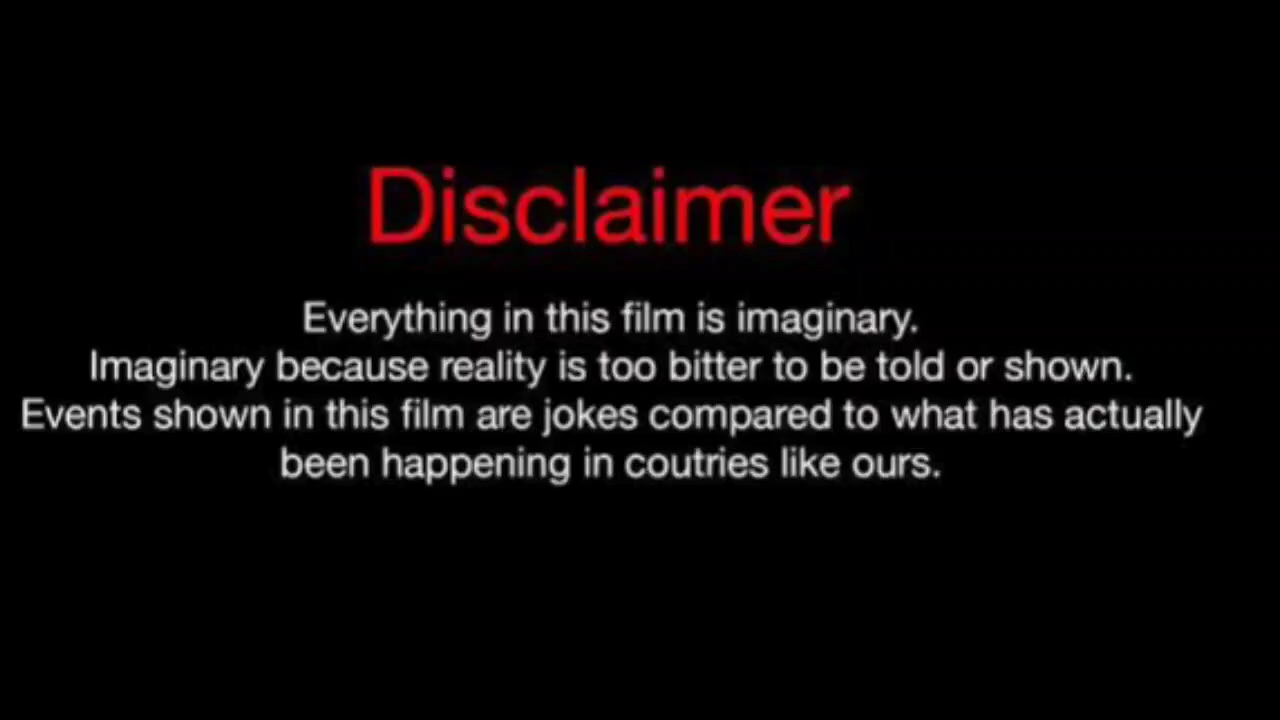 Disclaimer
Everything in this film is imaginary.
Imaginary because reality is too bitter to be told or shown.
Events shown in this film are jokes compared to what has actually
been happening in coutries like ours.